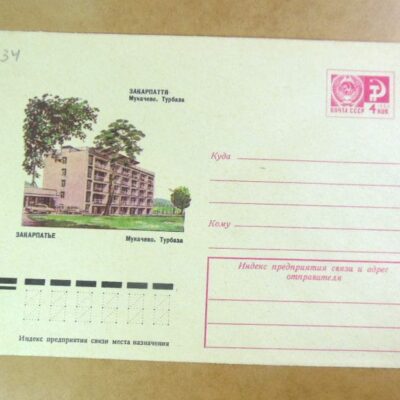 34
ЗАКАРПАТТЯ
Мукачево. Турбаза
ПОЧТА СССР 4 КОП
Куда
ЗАКАРПАТЬЕ Мукачево. Турбаза
Кому
Индекс предприятия связи и адрес
отправителя
Индекс предприятия связи места назначения